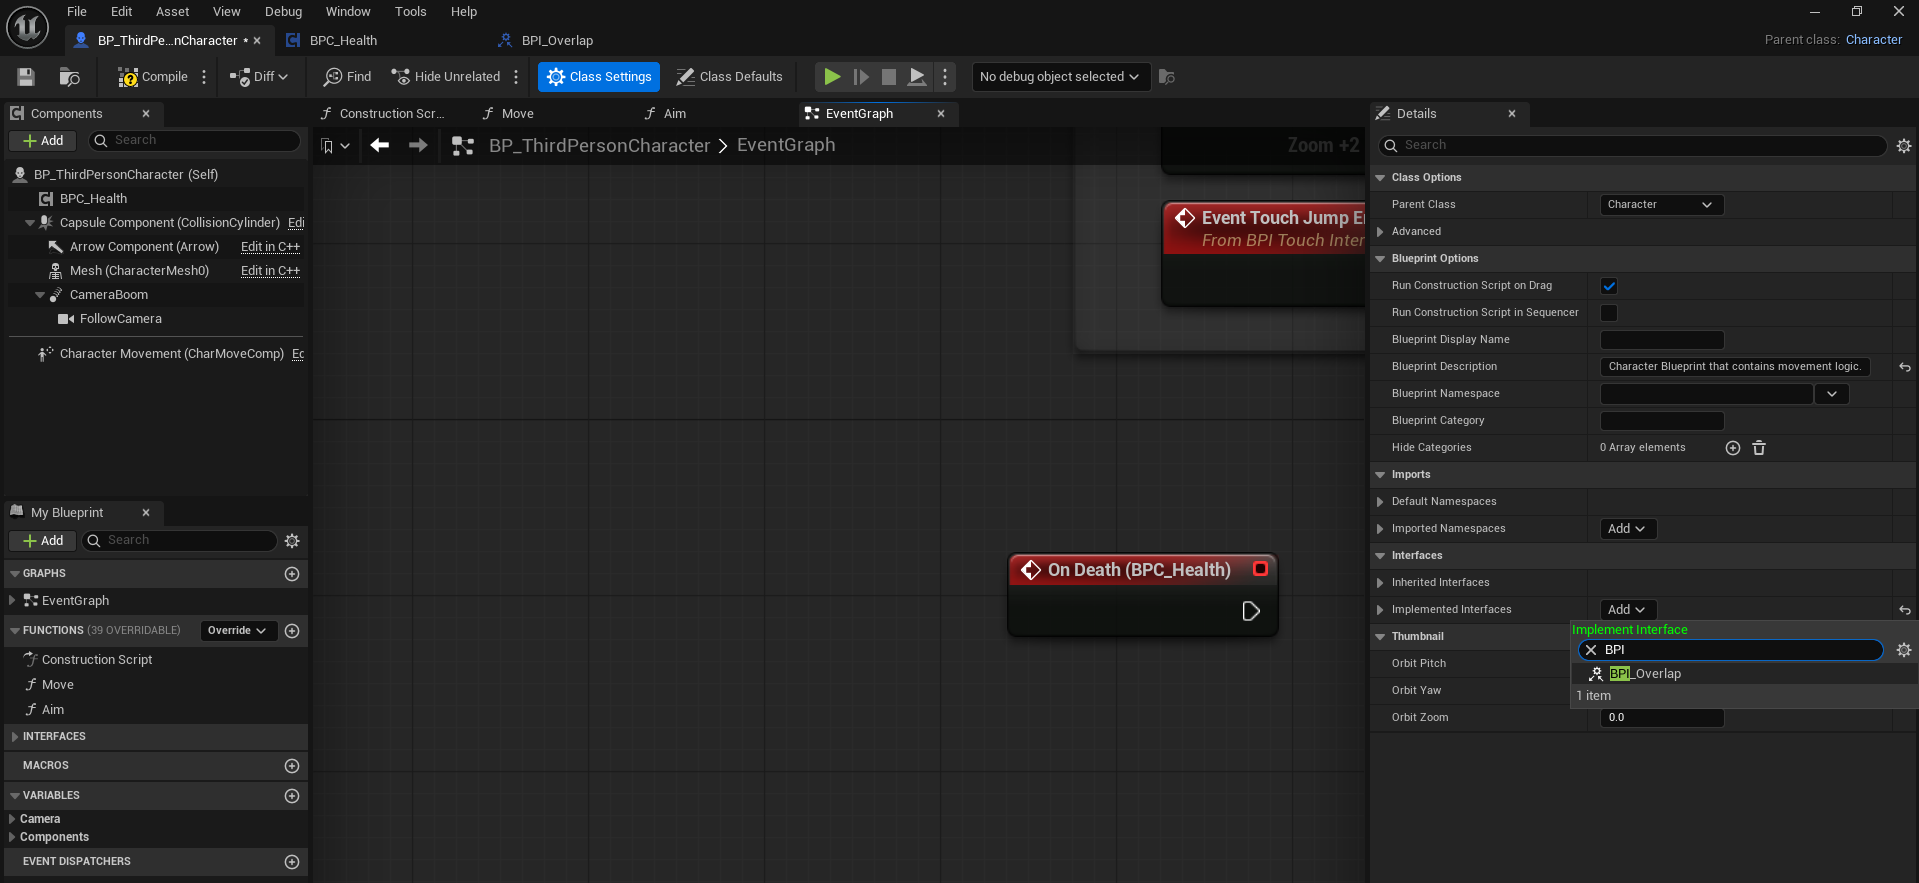 File Edit Asset View Debug Window Tools Help
BP_ThirdPe…nCharacter • BPC_Health BPI_Overlap
Parent class: Character
Compile Diff Find Hide Unrelated Class Settings Class Defaults No debug object selected
Components
Add Search
BP_ThirdPersonCharacter (Self)
BPC_Health
Capsule Component (CollisionCylinder) Edi
Arrow Component (Arrow) Edit in C++
Mesh (CharacterMesh0) Edit in C++
CameraBoom
FollowCamera
Character Movement (CharMoveComp) Ec
My Blueprint
Add Search
GRAPHS
EventGraph
FUNCTIONS (39 OVERRIDABLE) Override
Construction Script
Move
Aim
INTERFACES
MACROS
VARIABLES
Camera
Components
EVENT DISPATCHERS
Construction Scr… Move Aim EventGraph
BP_ThirdPersonCharacter > EventGraph
Zoom +2
Event Touch Jump E
From BPI Touch Inter
On Death (BPC_Health)
Details
Search
Class Options
Parent Class Character
Advanced
Blueprint Options
Run Construction Script on Drag
Run Construction Script in Sequencer
Blueprint Display Name
Blueprint Description Character Blueprint that contains movement logic.
Blueprint Namespace
Blueprint Category
Hide Categories 0 Array elements
Imports
Default Namespaces
Imported Namespaces Add
Interfaces
Inherited Interfaces
Implemented Interfaces Add
Implement Interface
BPI
BPI_Overlap
1 item
Thumbnail
Orbit Pitch
Orbit Yaw
Orbit Zoom 0.0